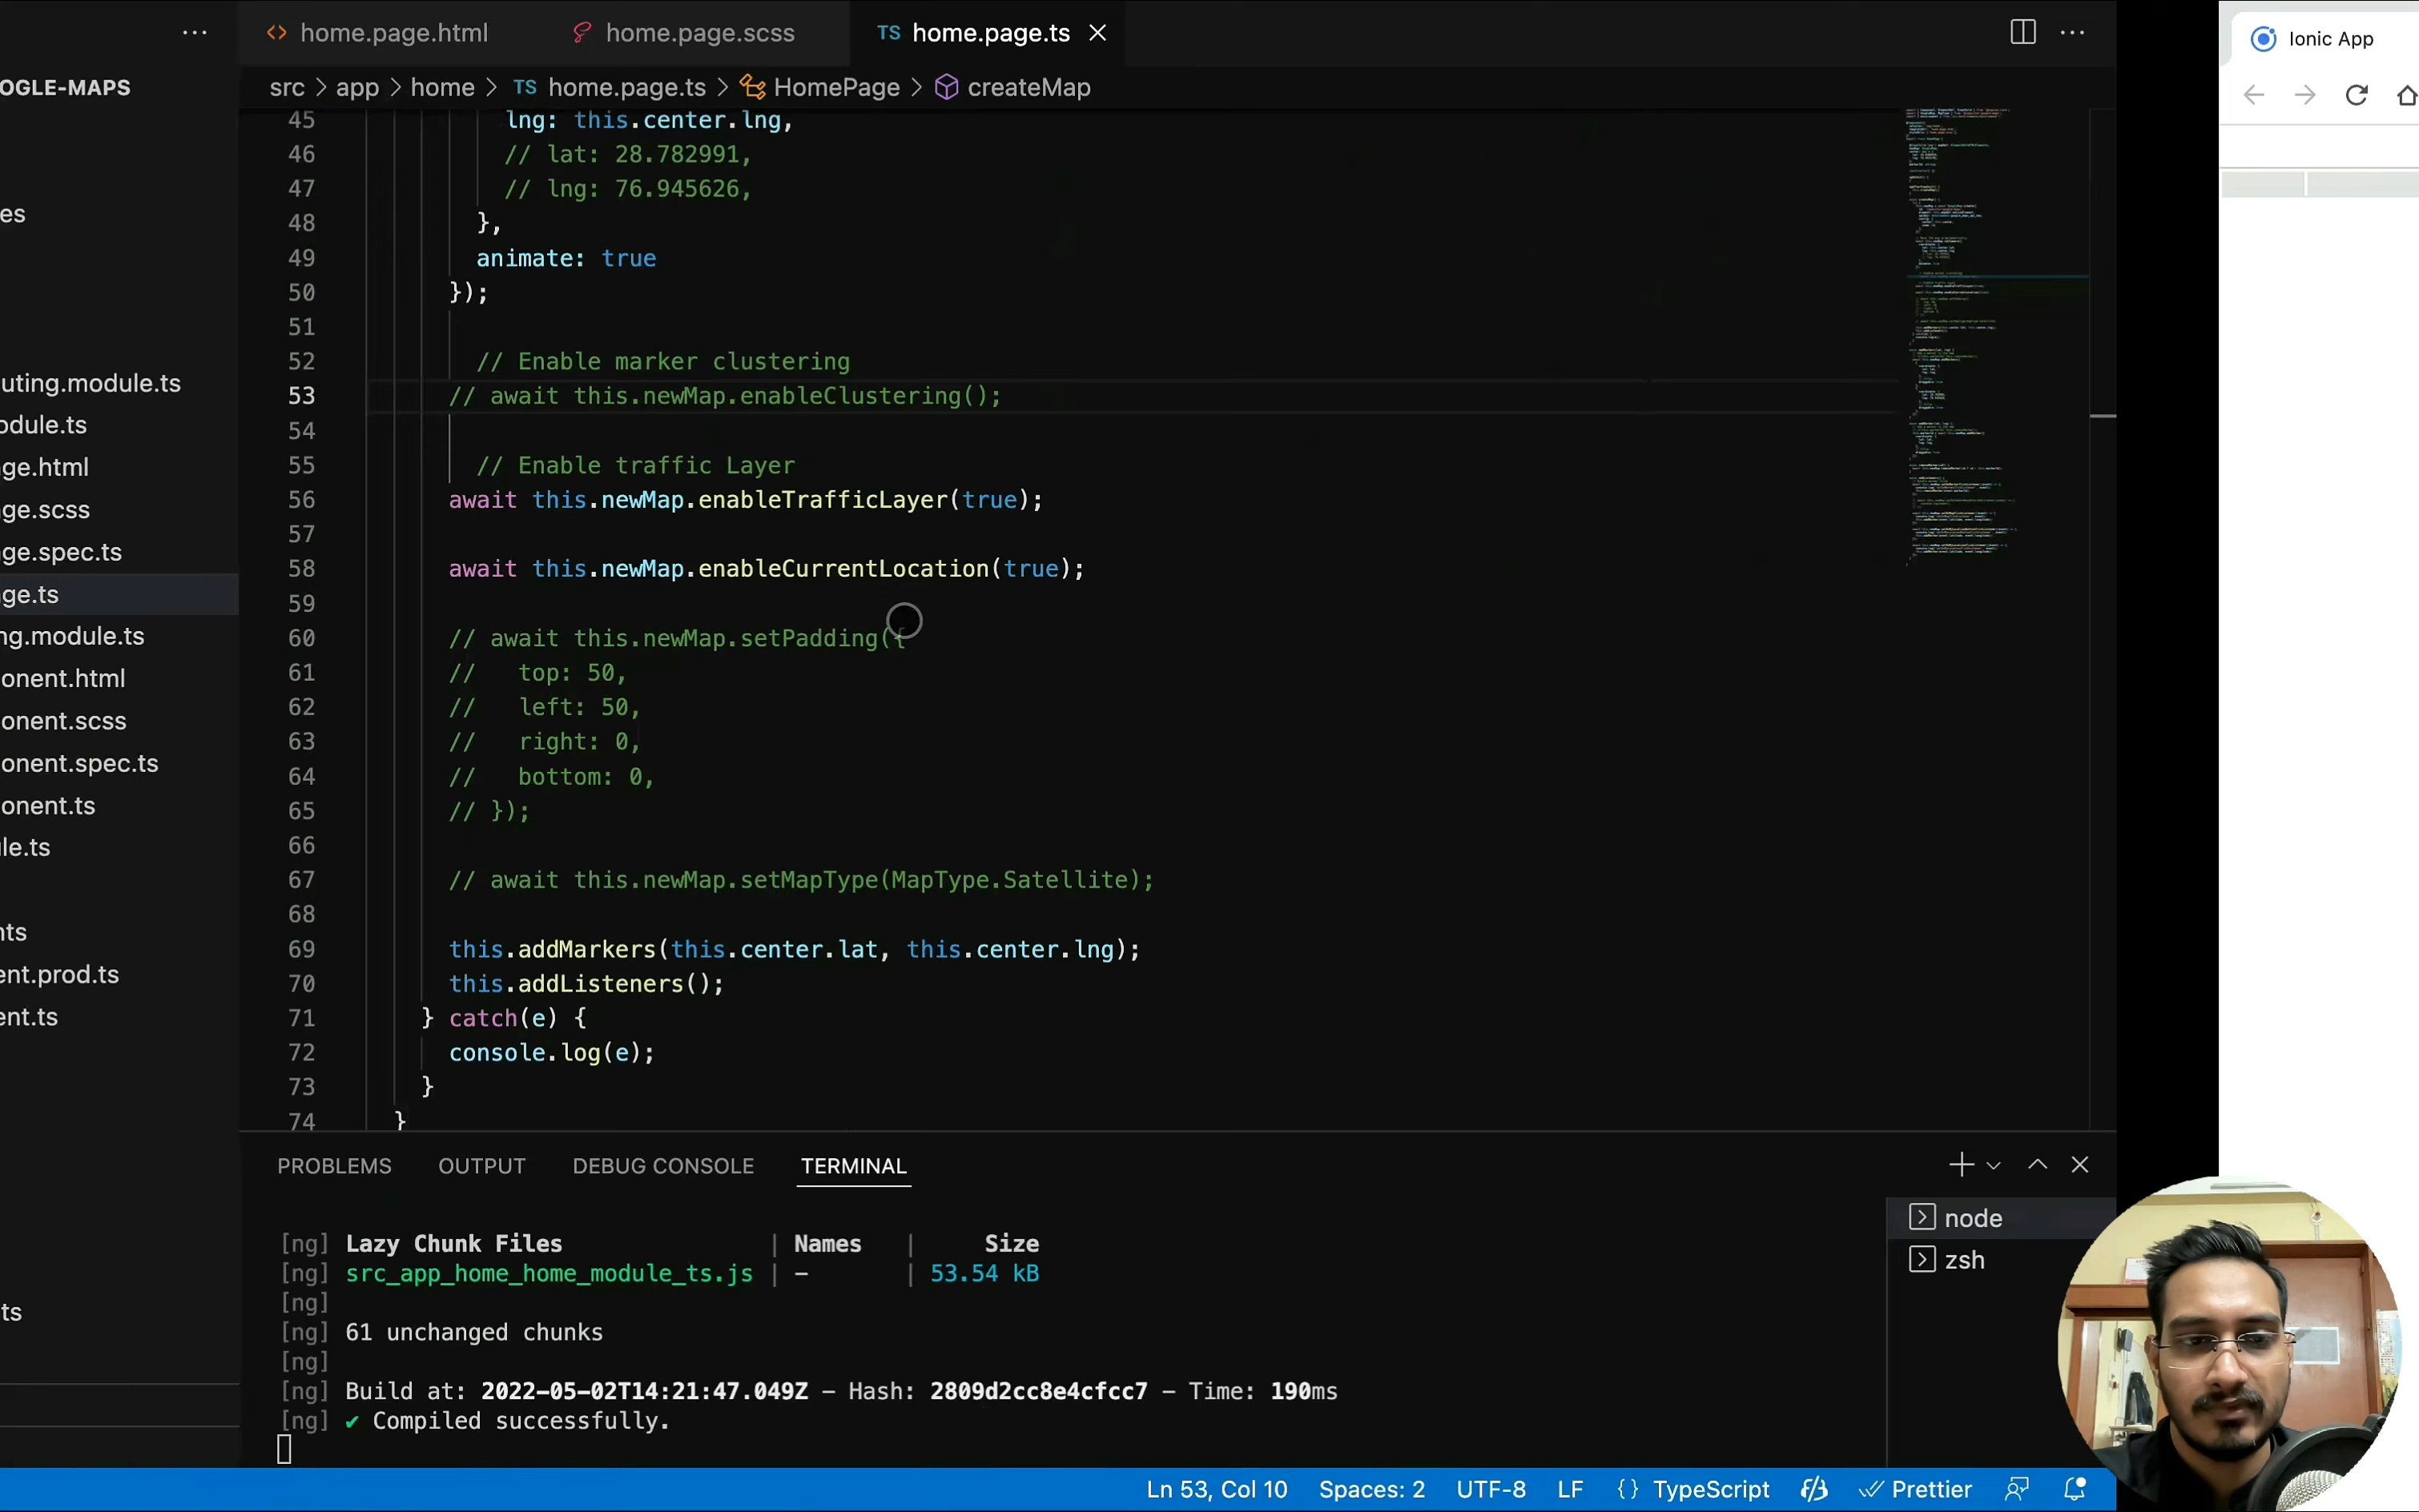 home.page.html
home.page.scss
TS home.page.ts
Ionic App
OGLE-MAPS
src > app > home > TS home.page.ts > HomePage > createMap
es
uting.module.ts
odule.ts
ge.html
ge.scss
ge.spec.ts
ge.ts
ng.module.ts
onent.html
onent.scss
onent.spec.ts
onent.ts
le.ts
nts
ent.prod.ts
ent.ts
ts
45 lng: this.center.lng,
46 // lat: 28.782991,
47 // lng: 76.945626,
48 },
49 animate: true
50 });
51
52 // Enable marker clustering
53 // await this.newMap.enableClustering();
54
55 // Enable traffic Layer
56 await this.newMap.enableTrafficLayer(true);
57
58 await this.newMap.enableCurrentLocation(true);
59
60 // await this.newMap.setPadding({
61 // top: 50,
62 // left: 50,
63 // right: 0,
64 // bottom: 0,
65 // });
66
67 // await this.newMap.setMapType(MapType.Satellite);
68
69 this.addMarkers(this.center.lat, this.center.lng);
70 this.addListeners();
71 } catch(e) {
72 console.log(e);
73 }
74 }
PROBLEMS OUTPUT DEBUG CONSOLE TERMINAL
[ng] Lazy Chunk Files | Names | Size
[ng] src_app_home_home_module_ts.js | – | 53.54 kB
[ng]
[ng] 61 unchanged chunks
[ng]
[ng] Build at: 2022-05-02T14:21:47.049Z – Hash: 2809d2cc8e4cfcc7 – Time: 190ms
[ng] ✔ Compiled successfully.
node
zsh
Ln 53, Col 10 Spaces: 2 UTF-8 LF {} TypeScript Prettier